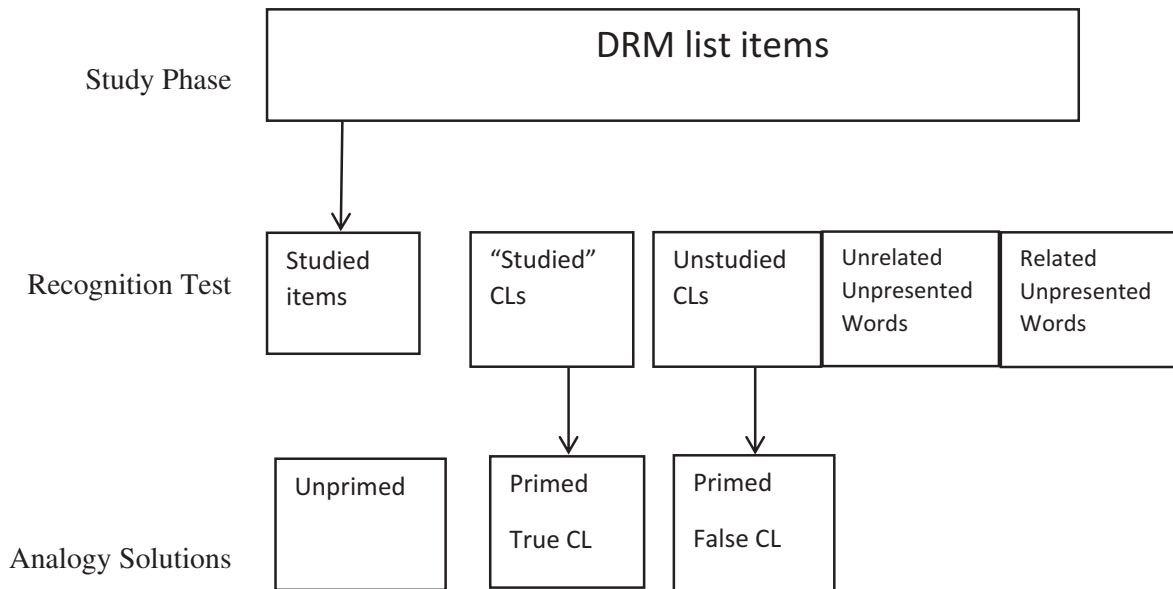 DRM list items
Study Phase
Recognition Test
Studied
items
“Studied”
CLs
Unstudied
CLs
Unrelated
Unpresented
Words
Related
Unpresented
Words
Analogy Solutions
Unprimed
Primed
True CL
Primed
False CL